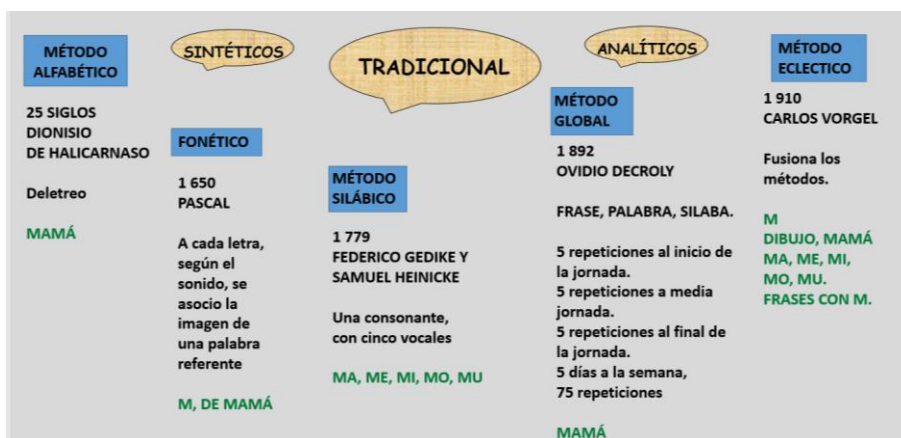 MÉTODO
ALFABÉTICO
25 SIGLOS
DIONISIO
DE HALICARNASO
Deletreo
MAMÁ
SINTÉTICOS
FONÉTICO
1 650
PASCAL
A cada letra,
según el
sonido, se
asocio la
imagen de
una palabra
referente
M, DE MAMÁ
TRADICIONAL
MÉTODO
SILÁBICO
1 779
FEDERICO GEDIKE Y
SAMUEL HEINICKE
Una consonante,
con cinco vocales
MA, ME, MI, MO, MU
ANALÍTICOS
MÉTODO
GLOBAL
1 892
OVIDIO DECROLY
FRASE, PALABRA, SILABA.
5 repeticiones al inicio de
la jornada.
5 repeticiones a media
jornada.
5 repeticiones al final de
la jornada.
5 días a la semana,
75 repeticiones
MAMÁ
MÉTODO
ECLECTICO
1 910
CARLOS VORGEL
Fusiona los
métodos.
M
DIBUJO, MAMÁ
MA, ME, MI,
MO, MU.
FRASES CON M.